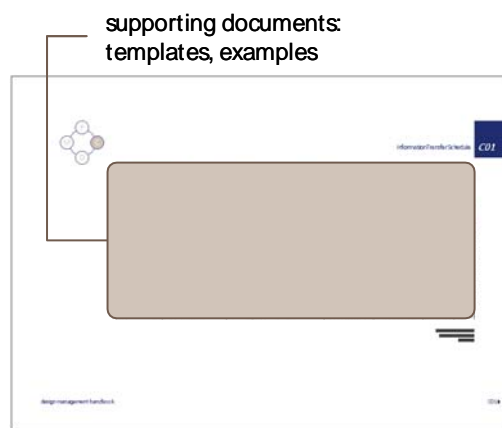 supporting documents:
templates, examples
Information Transfer Schedule
C01
design management handbook